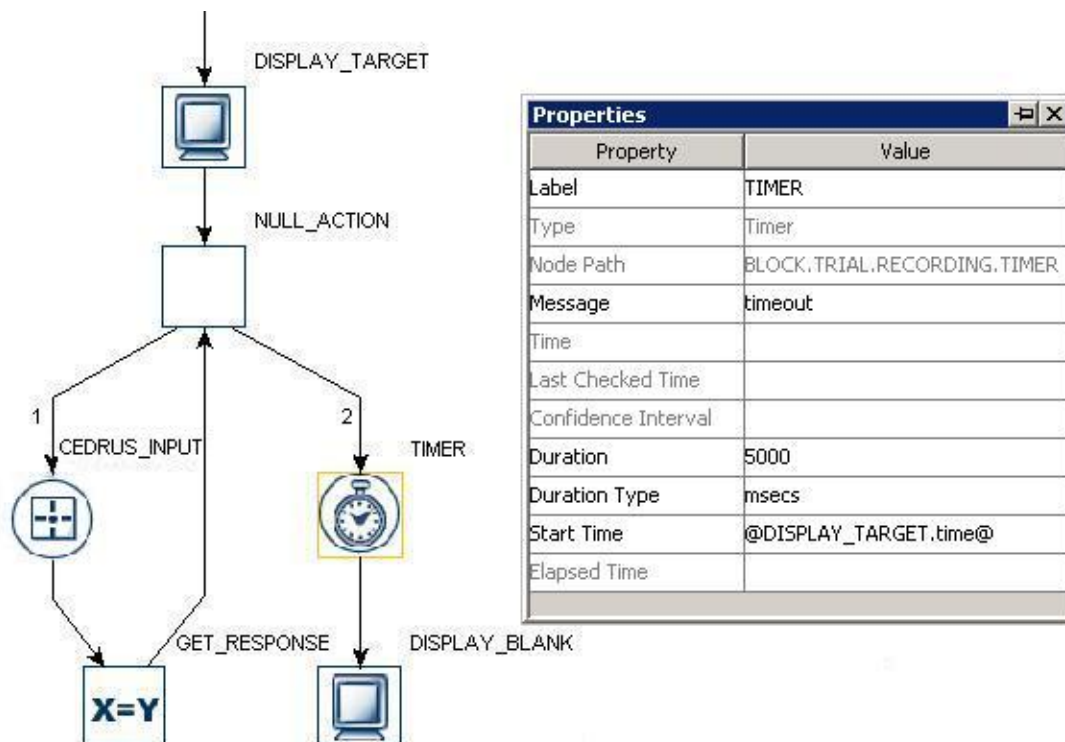 DISPLAY_TARGET
NULL_ACTION
1
2
CEDRUS_INPUT
TIMER
GET_RESPONSE
DISPLAY_BLANK
X=Y
Properties
Property Value
Label TIMER
Type Timer
Node Path BLOCK.TRIAL.RECORDING.TIMER
Message timeout
Time
Last Checked Time
Confidence Interval
Duration 5000
Duration Type msecs
Start Time @DISPLAY_TARGET.time@
Elapsed Time